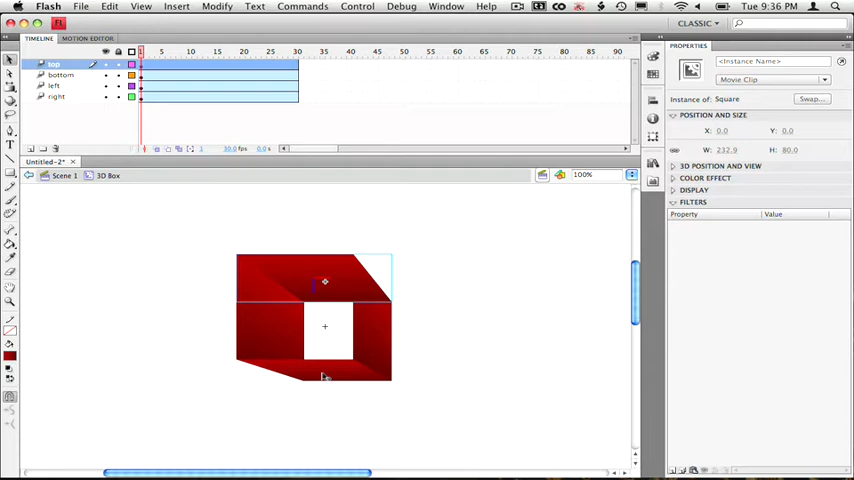 Flash File Edit View Insert Modify Text Commands Control Debug Window Help Tue 9:36 PM
CLASSIC
TIMELINE MOTION EDITOR
PROPERTIES
1 5 10 15 20 25 30 35 40 45 50 55 60 65 70 75 80 85 90
top
bottom
left
right
<Instance Name>
Movie Clip
Instance of: Square Swap...
POSITION AND SIZE
X: 0.0 Y: 0.0
W: 232.9 H: 80.0
1 30.0 fps 0.0 s
Untitled-2*
Scene 1 3D Box 100%
3D POSITION AND VIEW
COLOR EFFECT
DISPLAY
FILTERS
Property Value